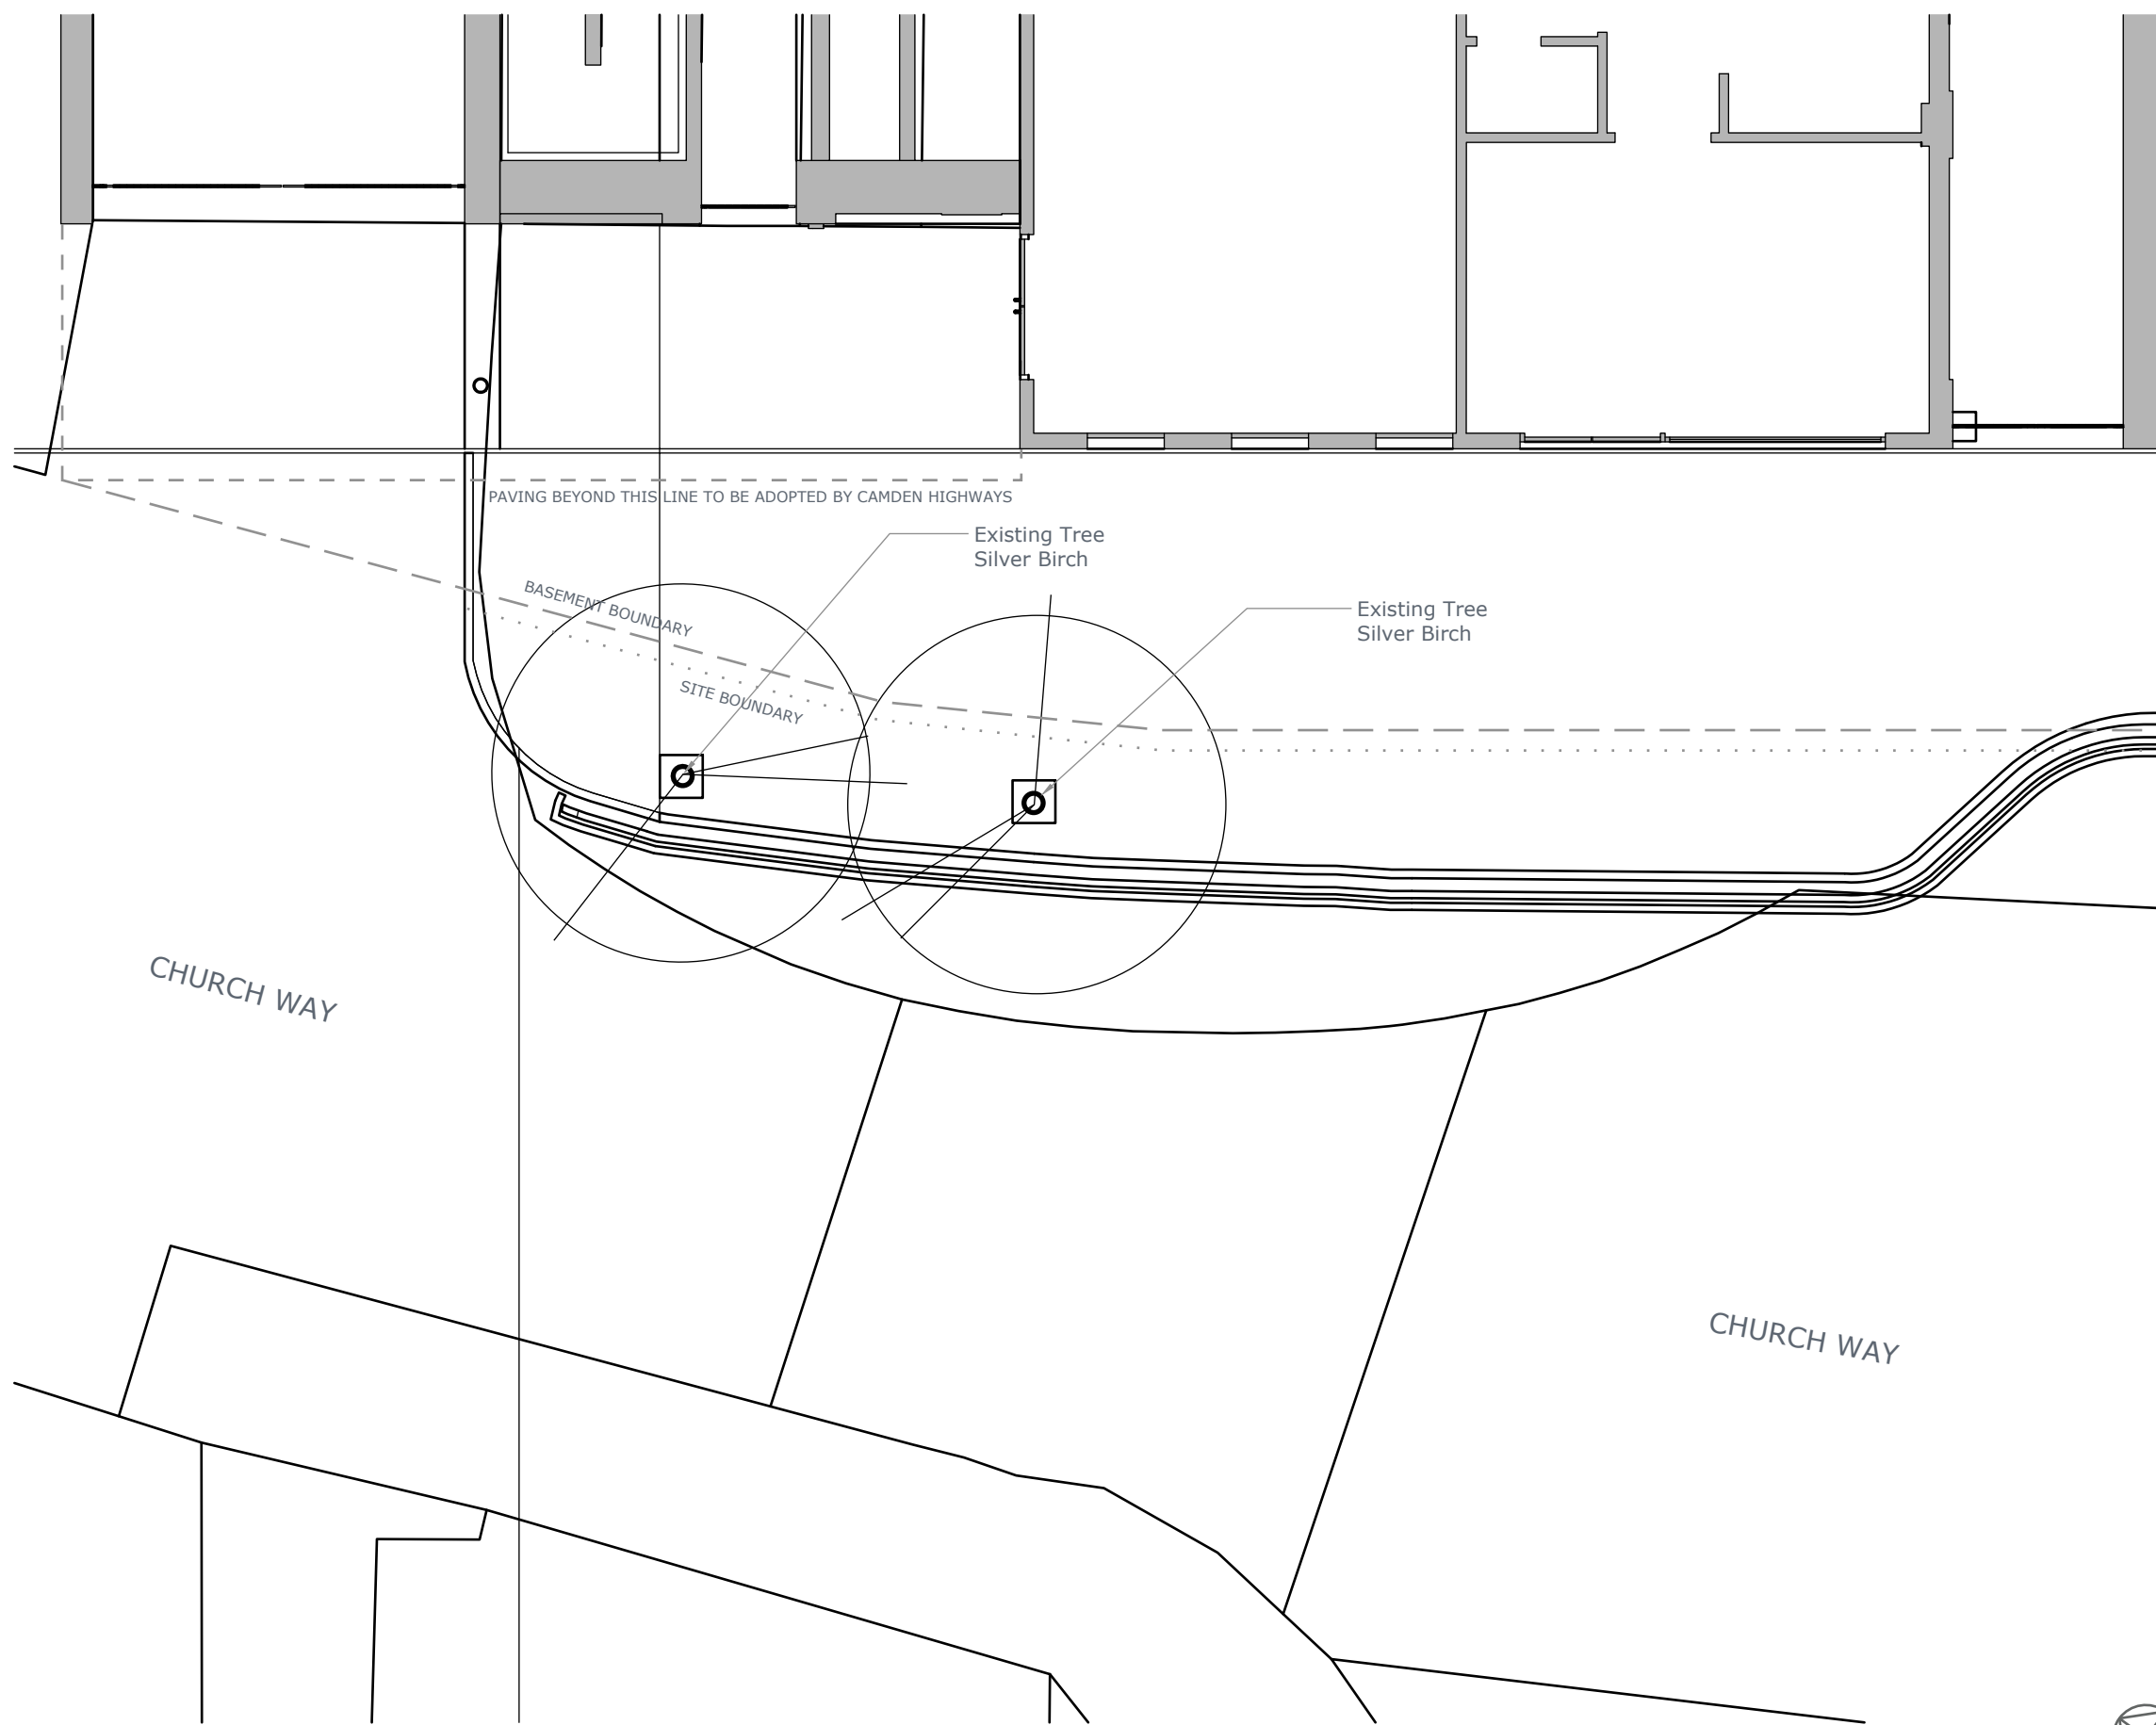 PAVING BEYOND THIS LINE TO BE ADOPTED BY CAMDEN HIGHWAYS
Existing Tree
Silver Birch
BASEMENT BOUNDARY
Existing Tree
Silver Birch
SITE BOUNDARY
CHURCH WAY
CHURCH WAY